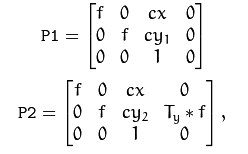 P1 = [f 0 cx 0
0 f cy₁ 0
0 0 1 0]
P2 = [f 0 cx 0
0 f cy₂ T_y * f
0 0 1 0],